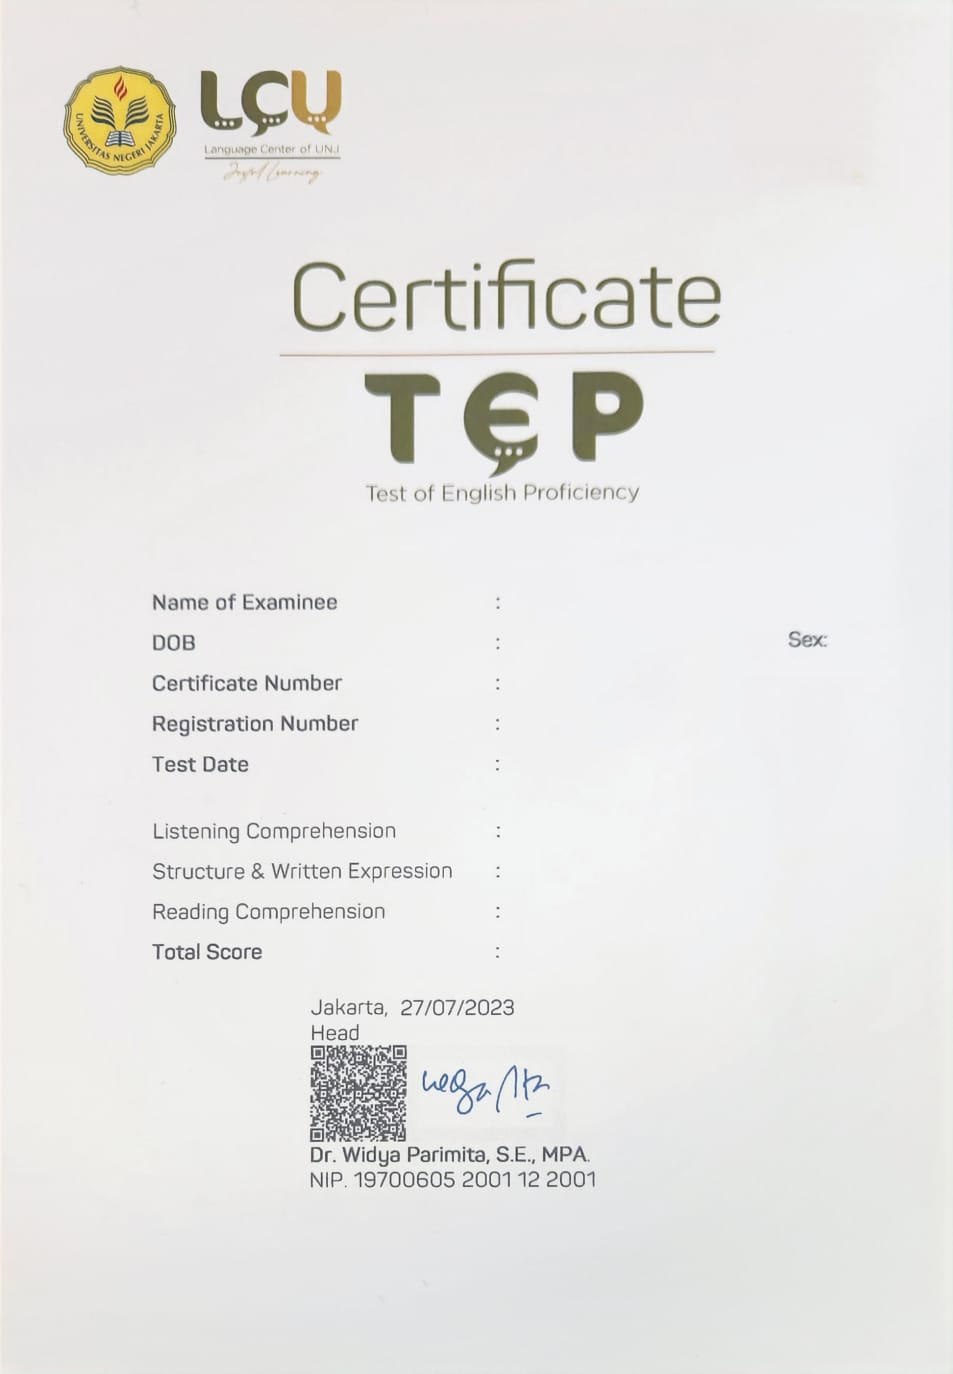 UNIVERSITAS NEGERI JAKARTA
LCU
Language Center of UNJ
Joyful Learning
Certificate
TEP
Test of English Proficiency
Name of Examinee :
DOB : Sex:
Certificate Number :
Registration Number :
Test Date :
Listening Comprehension :
Structure & Written Expression :
Reading Comprehension :
Total Score :
Jakarta, 27/07/2023
Head
Dr. Widya Parimita, S.E., MPA.
NIP. 19700605 2001 12 2001